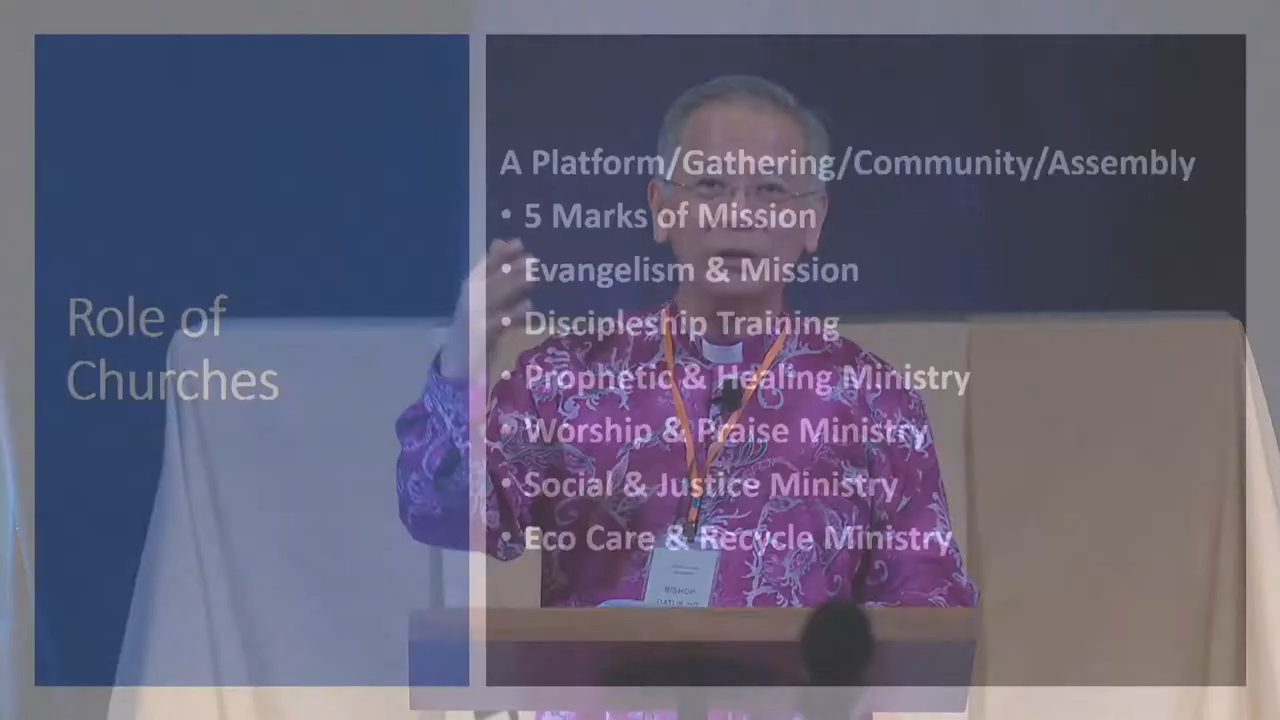 Role of
Churches
A Platform/Gathering/Community/Assembly
• 5 Marks of Mission
• Evangelism & Mission
• Discipleship Training
• Prophetic & Healing Ministry
• Worship & Praise Ministry
• Social & Justice Ministry
• Eco Care & Recycle Ministry
BISHOP
DATUK